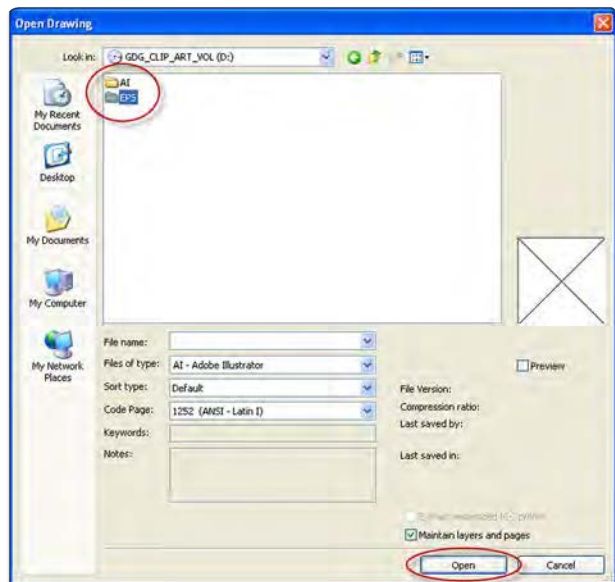 Open Drawing
Look in:
GDG_CLIP_ART_VOL (D:)
AI
EPS
My Recent
Documents
Desktop
My Documents
My Computer
My Network
Places
File name:
Files of type:
AI - Adobe Illustrator
Sort type:
Default
Code Page:
1252 (ANSI - Latin I)
Keywords:
Notes:
Preview
File Version:
Compression ratio:
Last saved by:
Last saved in:
Maintain layers and pages
Open
Cancel